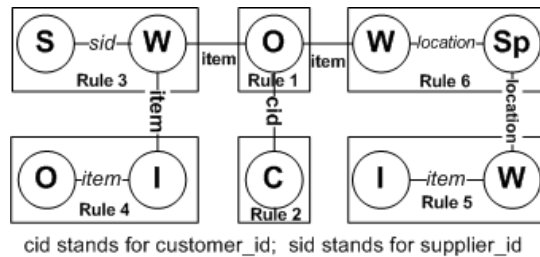 S sid W item O item W location Sp
Rule 3 Rule 1 Rule 6
item cid location
O item I C I item W
Rule 4 Rule 2 Rule 5
cid stands for customer_id; sid stands for supplier_id